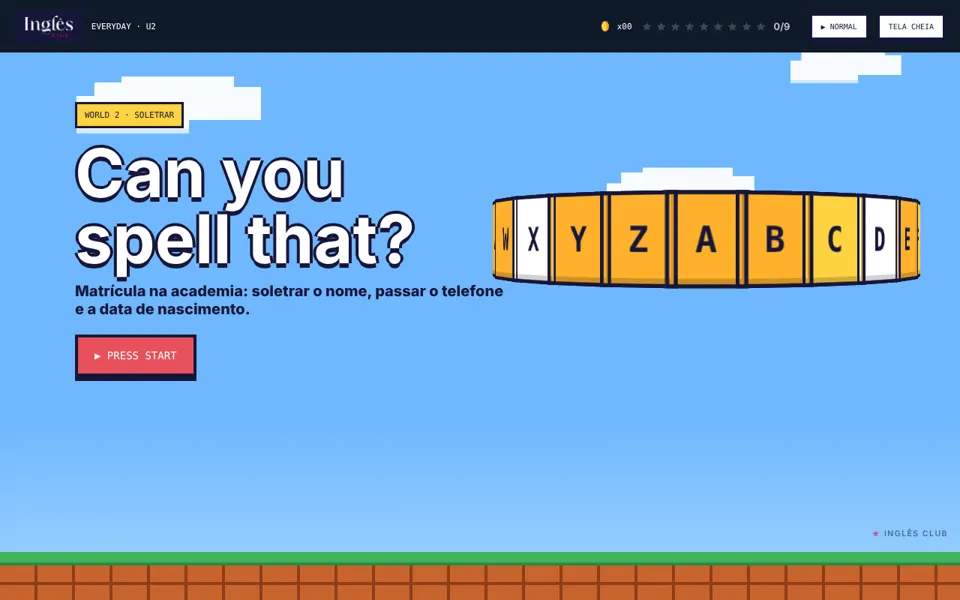 Inglês
EVERYDAY · U2
x00
0/9
▶ NORMAL
TELA CHEIA
WORLD 2 · SOLETRAR
Can you
spell that?
Matrícula na academia: soletrar o nome, passar o telefone
e a data de nascimento.
▶ PRESS START
W X Y Z A B C D E
★ INGLÊS CLUB